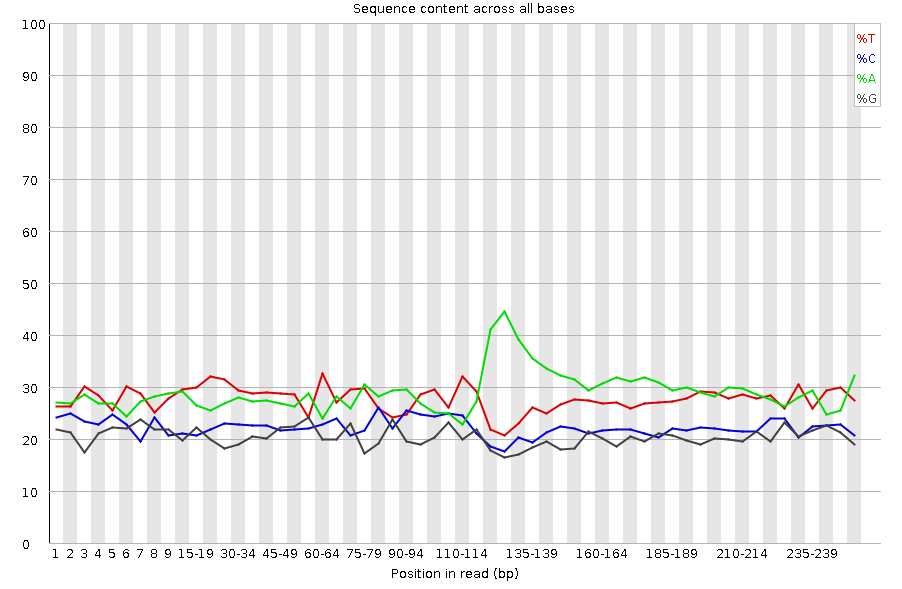 Sequence content across all bases
100
90
80
70
60
50
40
30
20
10
0
%T
%C
%A
%G
1 2 3 4 5 6 7 8 9 15-19 30-34 45-49 60-64 75-79 90-94 110-114 135-139 160-164 185-189 210-214 235-239
Position in read (bp)